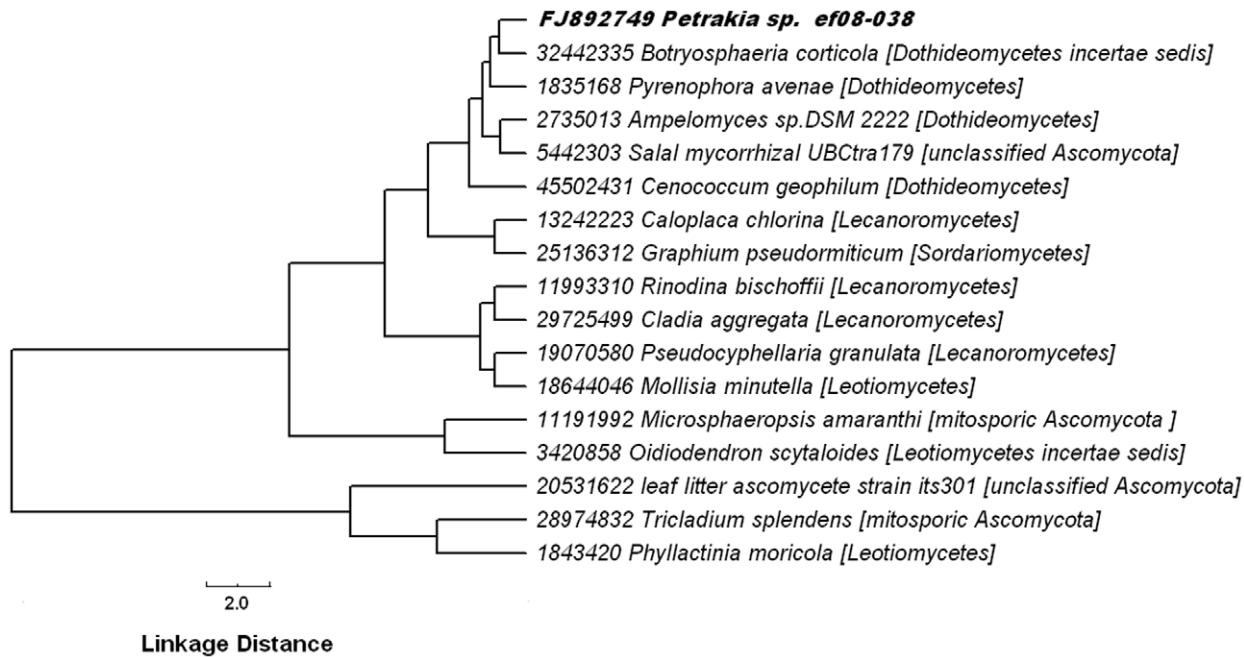 FJ892749 Petrakia sp. ef08-038
32442335 Botryosphaeria corticola [Dothideomycetes incertae sedis]
1835168 Pyrenophora avenae [Dothideomycetes]
2735013 Ampelomyces sp.DSM 2222 [Dothideomycetes]
5442303 Salal mycorrhizal UBCtra179 [unclassified Ascomycota]
45502431 Cenococcum geophilum [Dothideomycetes]
13242223 Caloplaca chlorina [Lecanoromycetes]
25136312 Graphium pseudormiticum [Sordariomycetes]
11993310 Rinodina bischoffii [Lecanoromycetes]
29725499 Cladia aggregata [Lecanoromycetes]
19070580 Pseudocyphellaria granulata [Lecanoromycetes]
18644046 Mollisia minutella [Leotiomycetes]
11191992 Microsphaeropsis amaranthi [mitosporic Ascomycota ]
3420858 Oidiodendron scytaloides [Leotiomycetes incertae sedis]
20531622 leaf litter ascomycete strain its301 [unclassified Ascomycota]
28974832 Tricladium splendens [mitosporic Ascomycota]
1843420 Phyllactinia moricola [Leotiomycetes]
2.0
Linkage Distance